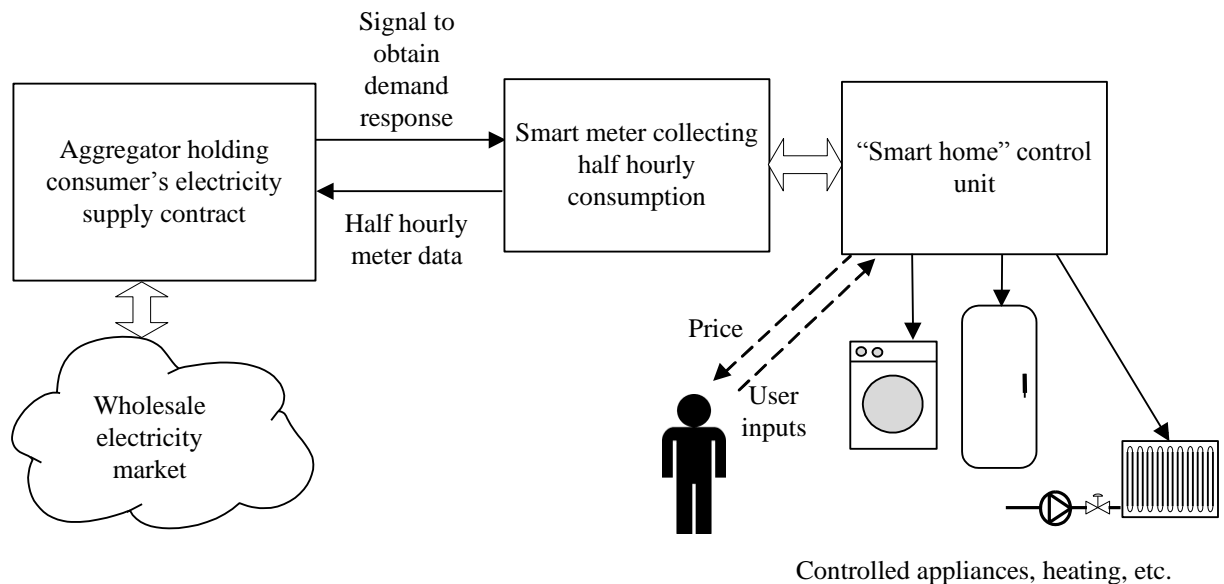 Signal to
obtain
demand
response
Aggregator holding
consumer’s electricity
supply contract
Smart meter collecting
half hourly
consumption
“Smart home” control
unit
Half hourly
meter data
Price
User
inputs
Wholesale
electricity
market
Controlled appliances, heating, etc.